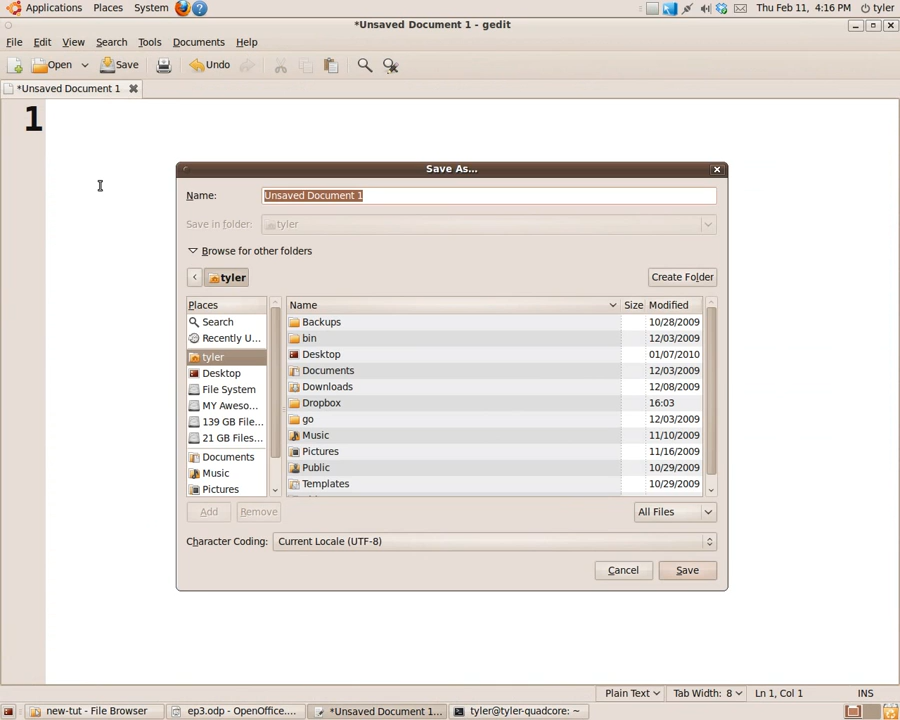 Applications Places System ? Thu Feb 11, 4:16 PM tyler
*Unsaved Document 1 - gedit
File Edit View Search Tools Documents Help
Open Save Undo
*Unsaved Document 1
1
Save As...
Name: Unsaved Document 1
Save in folder: tyler
Browse for other folders
< tyler Create Folder
Places Name Size Modified
Search Backups 10/28/2009
Recently U... bin 12/03/2009
tyler Desktop 01/07/2010
Desktop Documents 12/03/2009
File System Downloads 12/08/2009
MY Aweso... Dropbox 16:03
139 GB File... go 12/03/2009
21 GB Files... Music 11/10/2009
Documents Pictures 11/16/2009
Music Public 10/29/2009
Pictures Templates 10/29/2009
Add Remove All Files
Character Coding: Current Locale (UTF-8)
Cancel Save
Plain Text Tab Width: 8 Ln 1, Col 1 INS
new-tut - File Browser ep3.odp - OpenOffice.... *Unsaved Document 1... tyler@tyler-quadcore: ~